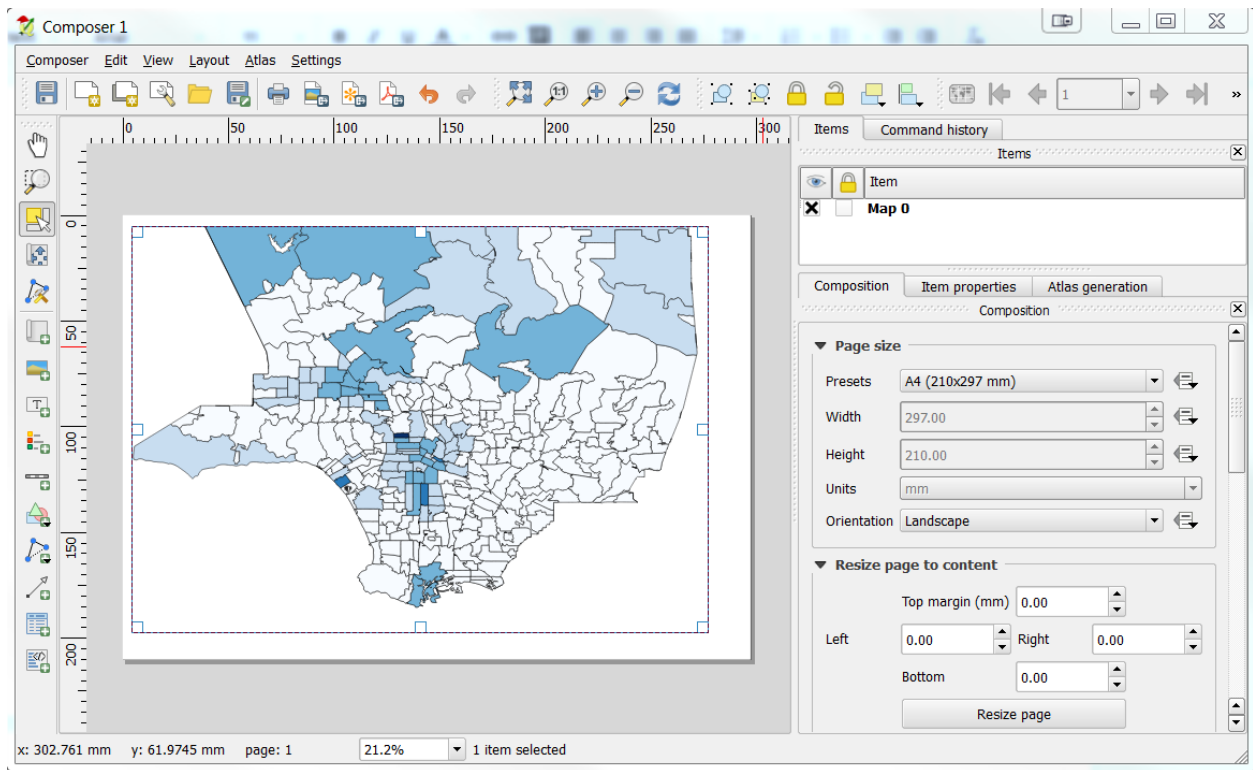 Composer 1
Composer Edit View Layout Atlas Settings
1:1
1
»
0 50 100 150 200 250 300
0
50
100
150
200
Items Command history
Items
Item
Map 0
Composition Item properties Atlas generation
Composition
Page size
Presets A4 (210x297 mm)
Width 297.00
Height 210.00
Units mm
Orientation Landscape
Resize page to content
Top margin (mm) 0.00
Left 0.00 Right 0.00
Bottom 0.00
Resize page
x: 302.761 mm y: 61.9745 mm page: 1 21.2% 1 item selected